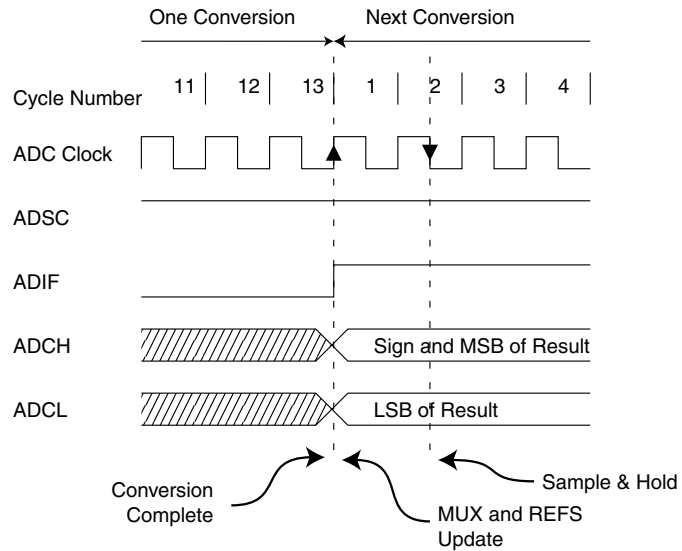 One Conversion Next Conversion
Cycle Number 11 12 13 1 2 3 4
ADC Clock
ADSC
ADIF
ADCH Sign and MSB of Result
ADCL LSB of Result
Conversion
Complete
MUX and REFS
Update
Sample & Hold